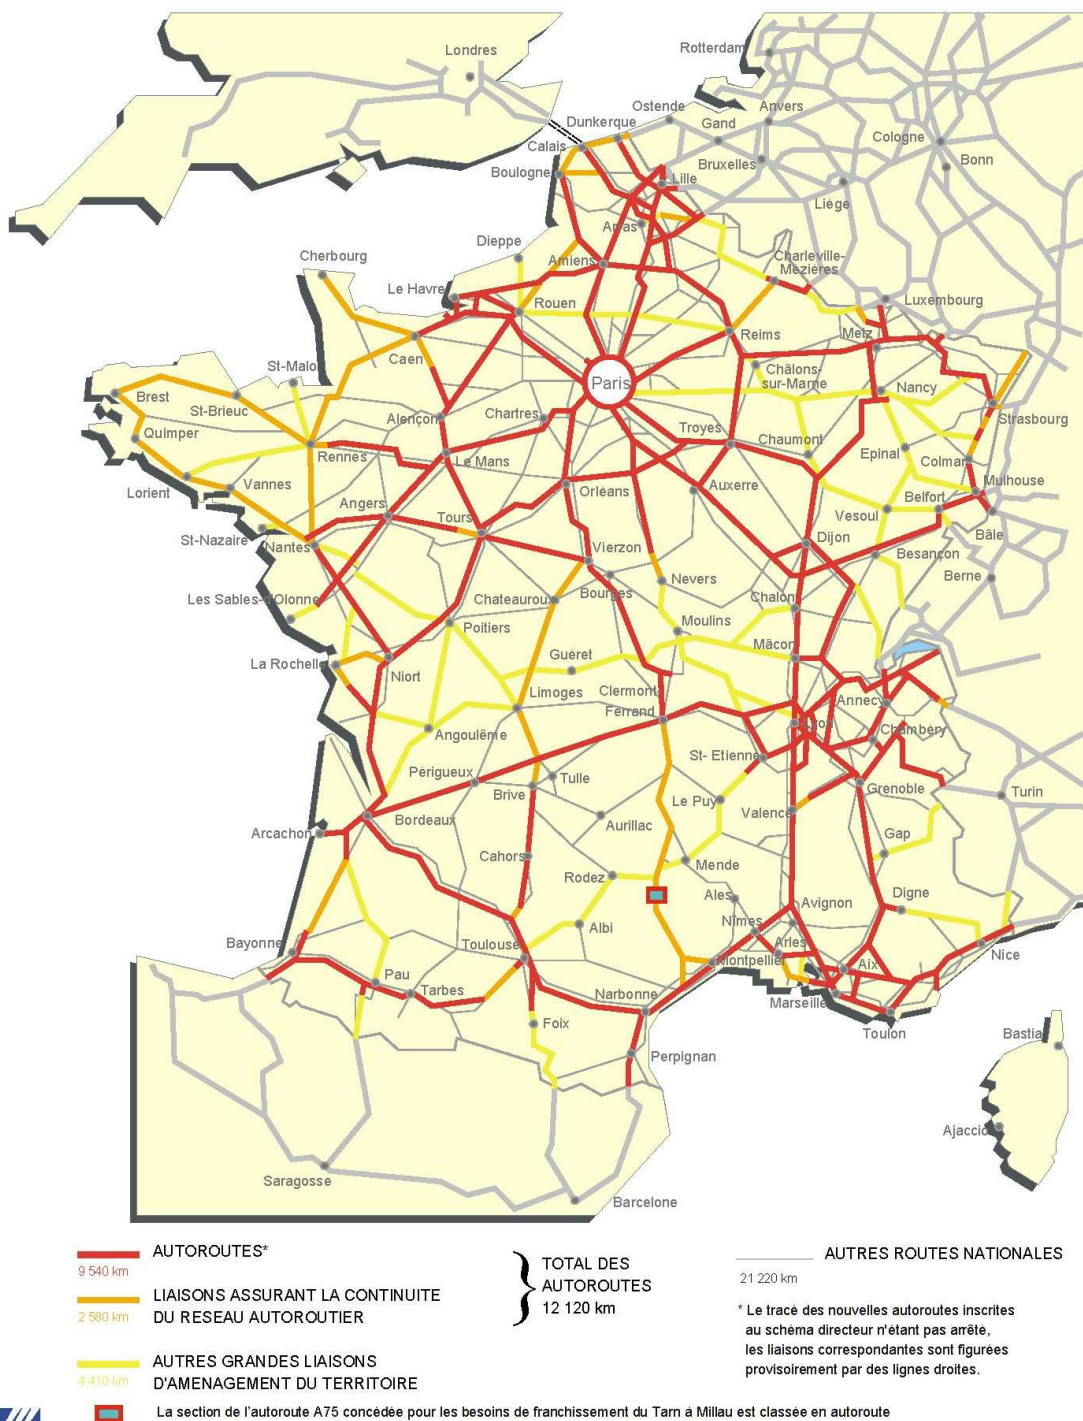 Londres
Rotterdam
Ostende
Anvers
Dunkerque
Gand
Cologne
Calais
Bruxelles
Bonn
Boulogne
Lille
Liège
Arras
Dieppe
Charleville-
Mézières
Cherbourg
Amiens
Le Havre
Luxembourg
Rouen
Reims
Metz
Caen
St-Malo
Paris
Châlons-
sur-Marne
Nancy
Brest
St-Brieuc
Alençon
Chartres
Strasbourg
Quimper
Troyes
Chaumont
Epinal
Colmar
Rennes
Le Mans
Lorient
Vannes
Angers
Orléans
Auxerre
Belfort
Mulhouse
Tours
Vesoul
St-Nazaire
Nantes
Vierzon
Dijon
Besançon
Bâle
Nevers
Berne
Les Sables-d'Olonne
Chateauroux
Bourges
Chalon
Poitiers
Moulins
La Rochelle
Niort
Guéret
Mâcon
Limoges
Clermont
Ferrand
Annecy
Lyon
Chambéry
Angoulême
St- Etienne
Périgueux
Tulle
Brive
Le Puy
Grenoble
Turin
Valence
Arcachon
Bordeaux
Aurillac
Gap
Cahors
Rodez
Mende
Ales
Digne
Avignon
Albi
Nîmes
Bayonne
Toulouse
Arles
Montpellier
Aix
Nice
Pau
Tarbes
Narbonne
Marseille
Foix
Toulon
Bastia
Perpignan
Ajaccio
Saragosse
Barcelone
AUTOROUTES*
9 540 km
LIAISONS ASSURANT LA CONTINUITE
DU RESEAU AUTOROUTIER
2 580 km
TOTAL DES
AUTOROUTES
12 120 km
AUTRES GRANDES LIAISONS
D'AMENAGEMENT DU TERRITOIRE
4 410 km
AUTRES ROUTES NATIONALES
21 220 km
* Le tracé des nouvelles autoroutes inscrites
au schéma directeur n'étant pas arrêté,
les liaisons correspondantes sont figurées
provisoirement par des lignes droites.
La section de l'autoroute A75 concédée pour les besoins de franchissement du Tarn à Millau est classée en autoroute